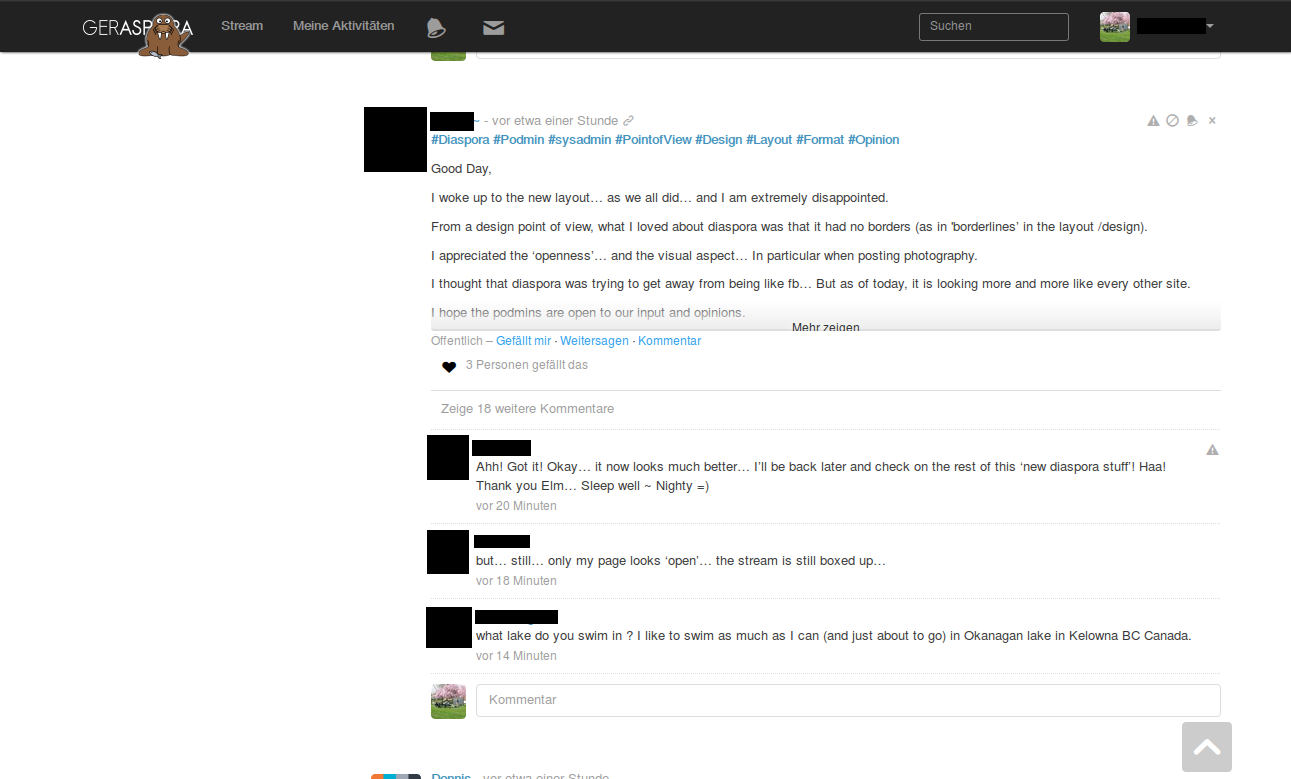 GERASPORA Stream Meine Aktivitäten Suchen
~ - vor etwa einer Stunde
#Diaspora #Podmin #sysadmin #PointofView #Design #Layout #Format #Opinion
Good Day,
I woke up to the new layout… as we all did… and I am extremely disappointed.
From a design point of view, what I loved about diaspora was that it had no borders (as in 'borderlines’ in the layout /design).
I appreciated the ‘openness’… and the visual aspect… In particular when posting photography.
I thought that diaspora was trying to get away from being like fb… But as of today, it is looking more and more like every other site.
I hope the podmins are open to our input and opinions.
Mehr zeigen
Öffentlich – Gefällt mir · Weitersagen · Kommentar
3 Personen gefällt das
Zeige 18 weitere Kommentare
Ahh! Got it! Okay… it now looks much better… I’ll be back later and check on the rest of this ‘new diaspora stuff’! Haa!
Thank you Elm… Sleep well ~ Nighty =)
vor 20 Minuten
but… still… only my page looks ‘open’… the stream is still boxed up…
vor 18 Minuten
what lake do you swim in ? I like to swim as much as I can (and just about to go) in Okanagan lake in Kelowna BC Canada.
vor 14 Minuten
Kommentar
Dennis - vor etwa einer Stunde